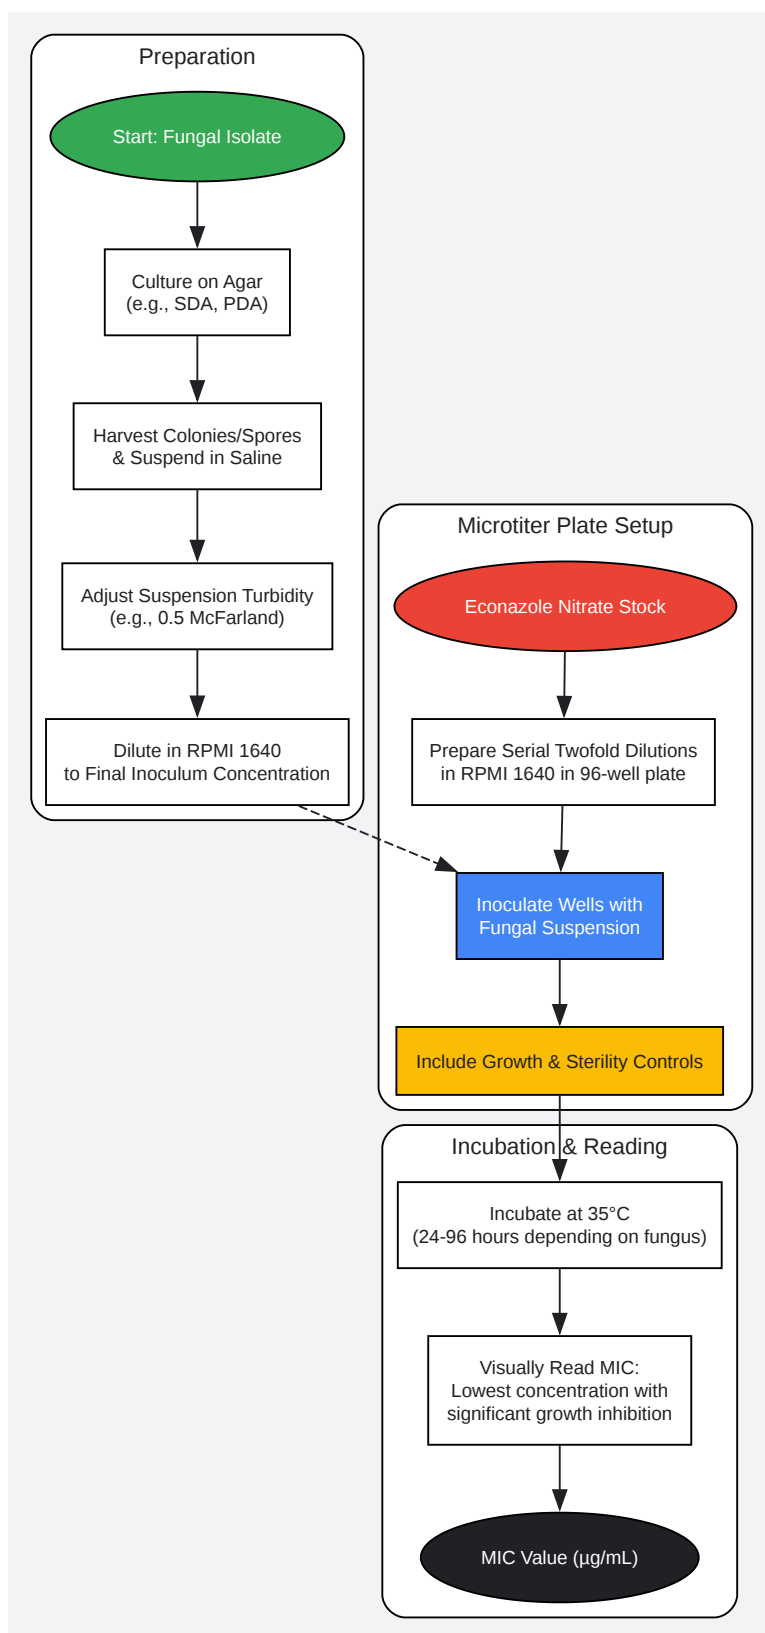 Preparation
Start: Fungal Isolate
Culture on Agar
(e.g., SDA, PDA)
Harvest Colonies/Spores
& Suspend in Saline
Adjust Suspension Turbidity
(e.g., 0.5 McFarland)
Dilute in RPMI 1640
to Final Inoculum Concentration
Microtiter Plate Setup
Econazole Nitrate Stock
Prepare Serial Twofold Dilutions
in RPMI 1640 in 96-well plate
Inoculate Wells with
Fungal Suspension
Include Growth & Sterility Controls
Incubation & Reading
Incubate at 35°C
(24-96 hours depending on fungus)
Visually Read MIC:
Lowest concentration with
significant growth inhibition
MIC Value (µg/mL)